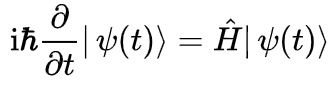 iħ ∂/∂t | ψ(t)⟩ = Ĥ| ψ(t)⟩